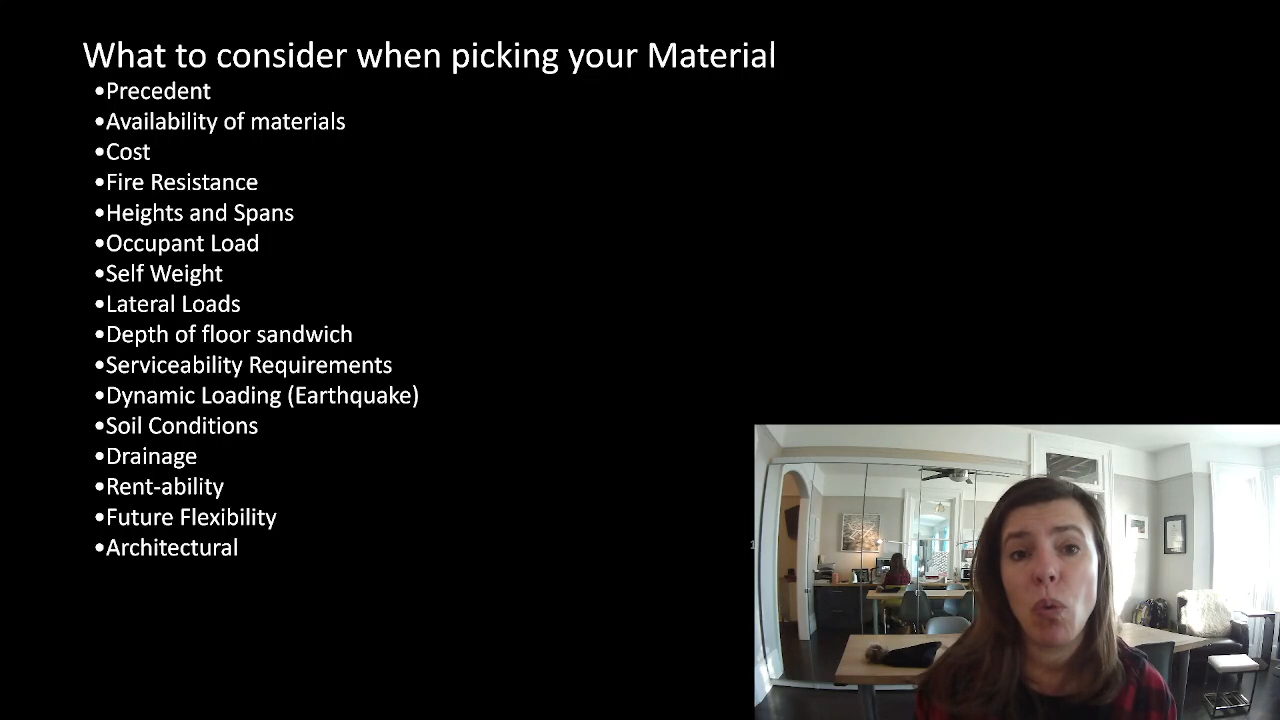 What to consider when picking your Material
•Precedent
•Availability of materials
•Cost
•Fire Resistance
•Heights and Spans
•Occupant Load
•Self Weight
•Lateral Loads
•Depth of floor sandwich
•Serviceability Requirements
•Dynamic Loading (Earthquake)
•Soil Conditions
•Drainage
•Rent-ability
•Future Flexibility
•Architectural